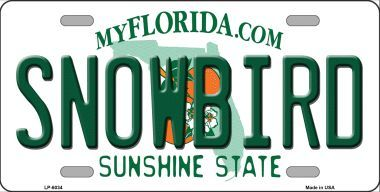 MYFLORIDA.COM
SNOWBIRD
SUNSHINE STATE
LP-6034 Made in USA